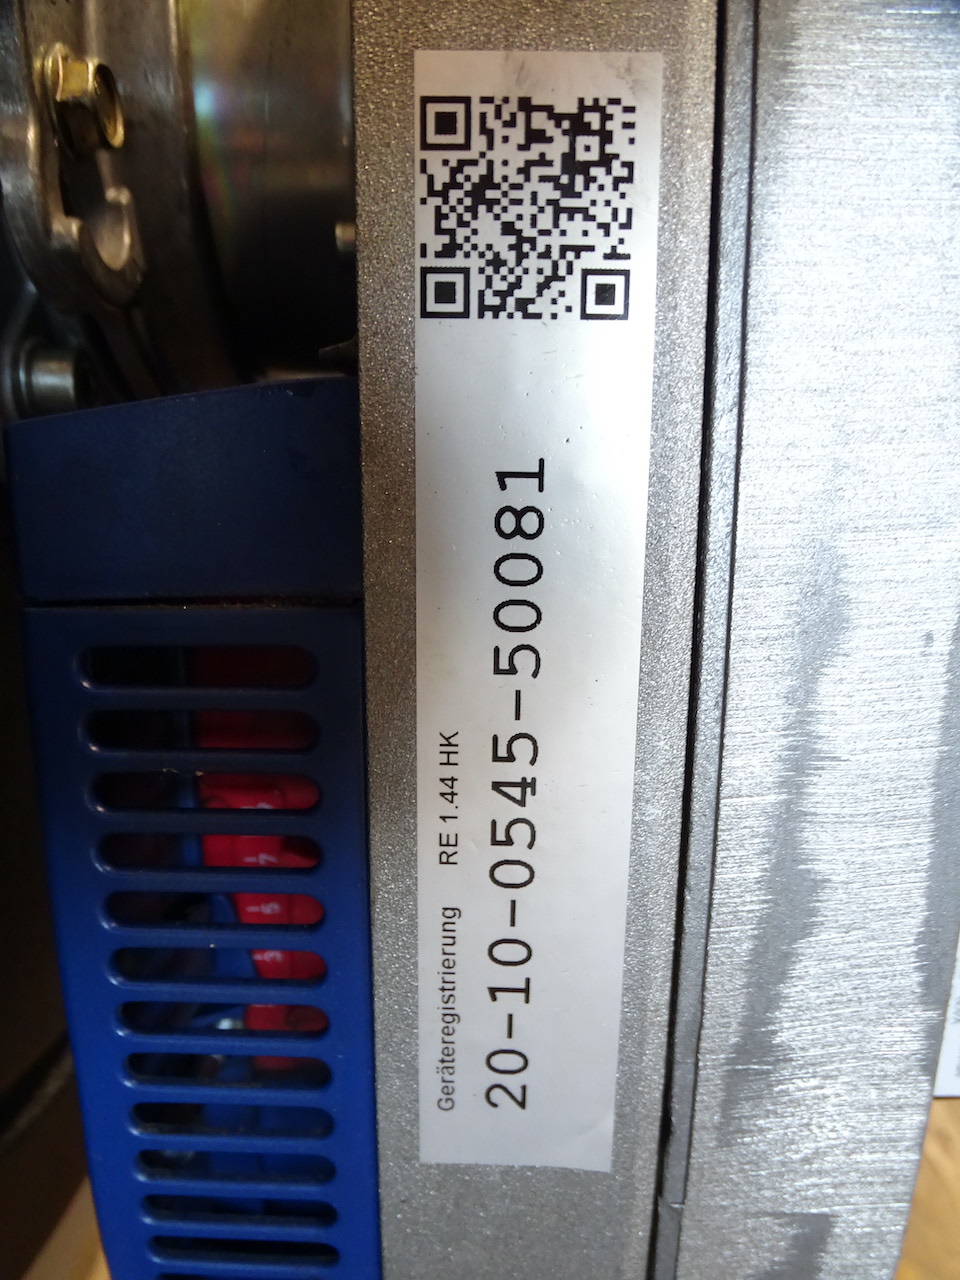 Geräteregistrierung RE 1.44 HK
20-10-0545-50081